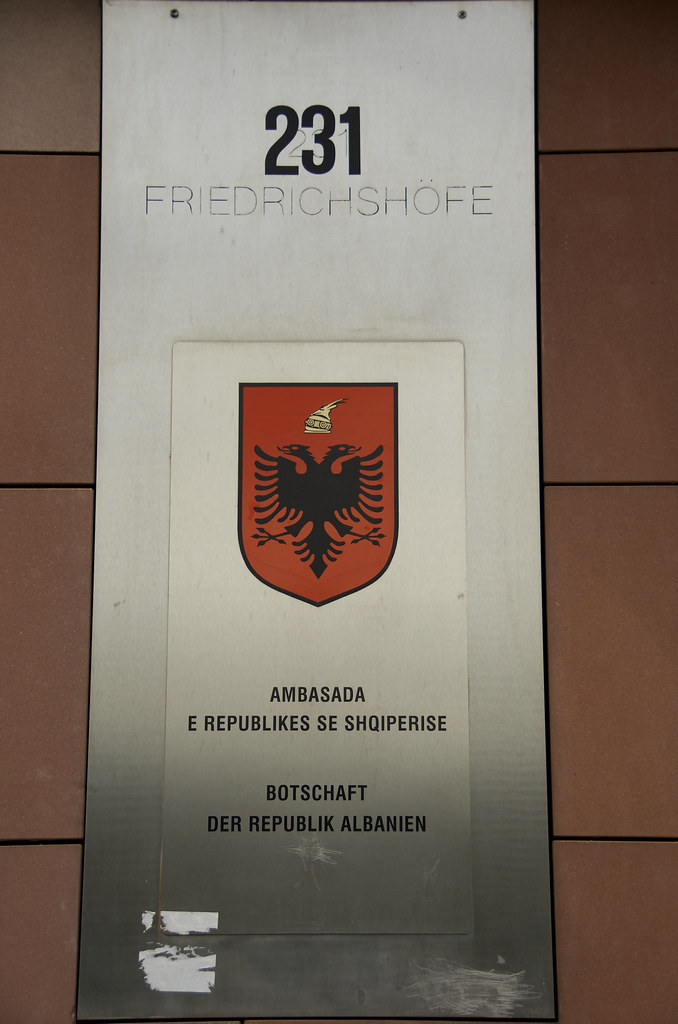 231
FRIEDRICHSHÖFE
AMBASADA
E REPUBLIKES SE SHQIPERISE
BOTSCHAFT
DER REPUBLIK ALBANIEN